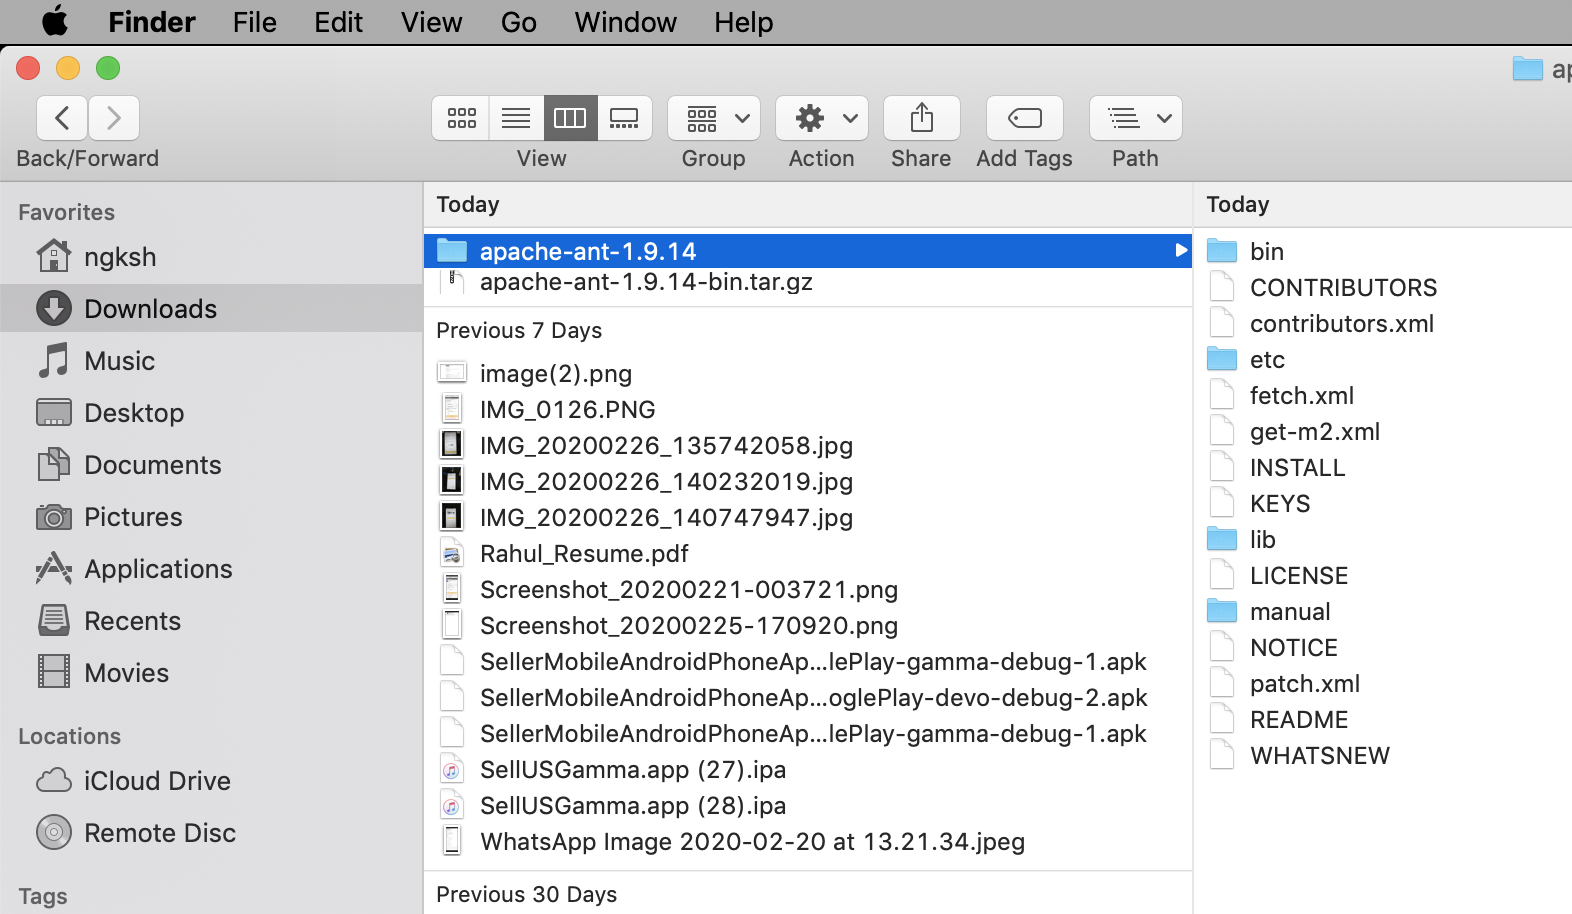 Finder File Edit View Go Window Help
Back/Forward View Group Action Share Add Tags Path
Favorites
ngksh
Downloads
Music
Desktop
Documents
Pictures
Applications
Recents
Movies
Locations
iCloud Drive
Remote Disc
Tags
Today
apache-ant-1.9.14
apache-ant-1.9.14-bin.tar.gz
Previous 7 Days
image(2).png
IMG_0126.PNG
IMG_20200226_135742058.jpg
IMG_20200226_140232019.jpg
IMG_20200226_140747947.jpg
Rahul_Resume.pdf
Screenshot_20200221-003721.png
Screenshot_20200225-170920.png
SellerMobileAndroidPhoneAp...lePlay-gamma-debug-1.apk
SellerMobileAndroidPhoneAp...oglePlay-devo-debug-2.apk
SellerMobileAndroidPhoneAp...lePlay-gamma-debug-1.apk
SellUSGamma.app (27).ipa
SellUSGamma.app (28).ipa
WhatsApp Image 2020-02-20 at 13.21.34.jpeg
Previous 30 Days
Today
bin
CONTRIBUTORS
contributors.xml
etc
fetch.xml
get-m2.xml
INSTALL
KEYS
lib
LICENSE
manual
NOTICE
patch.xml
README
WHATSNEW